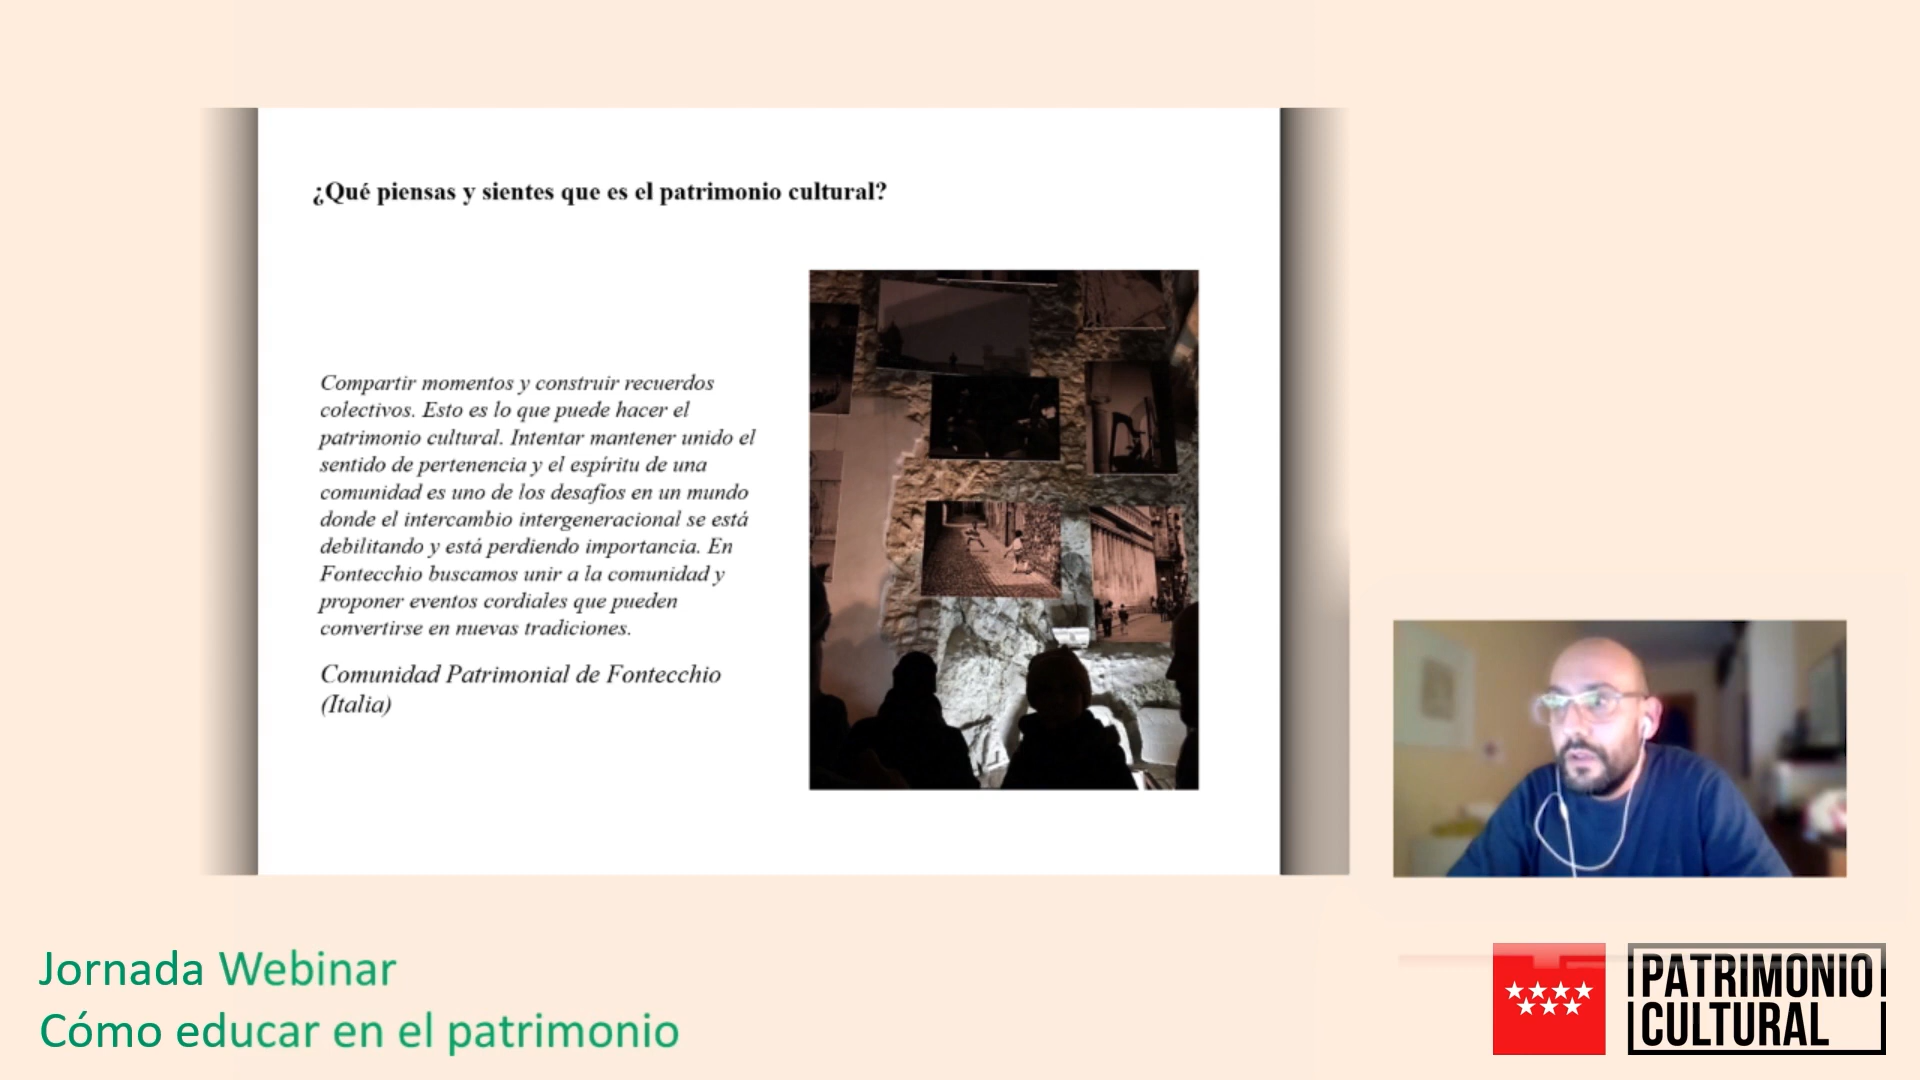 ¿Qué piensas y sientes que es el patrimonio cultural?
Compartir momentos y construir recuerdos
colectivos. Esto es lo que puede hacer el
patrimonio cultural. Intentar mantener unido el
sentido de pertenencia y el espíritu de una
comunidad es uno de los desafíos en un mundo
donde el intercambio intergeneracional se está
debilitando y está perdiendo importancia. En
Fontecchio buscamos unir a la comunidad y
proponer eventos cordiales que pueden
convertirse en nuevas tradiciones.
Comunidad Patrimonial de Fontecchio
(Italia)
Jornada Webinar
Cómo educar en el patrimonio
PATRIMONIO
CULTURAL